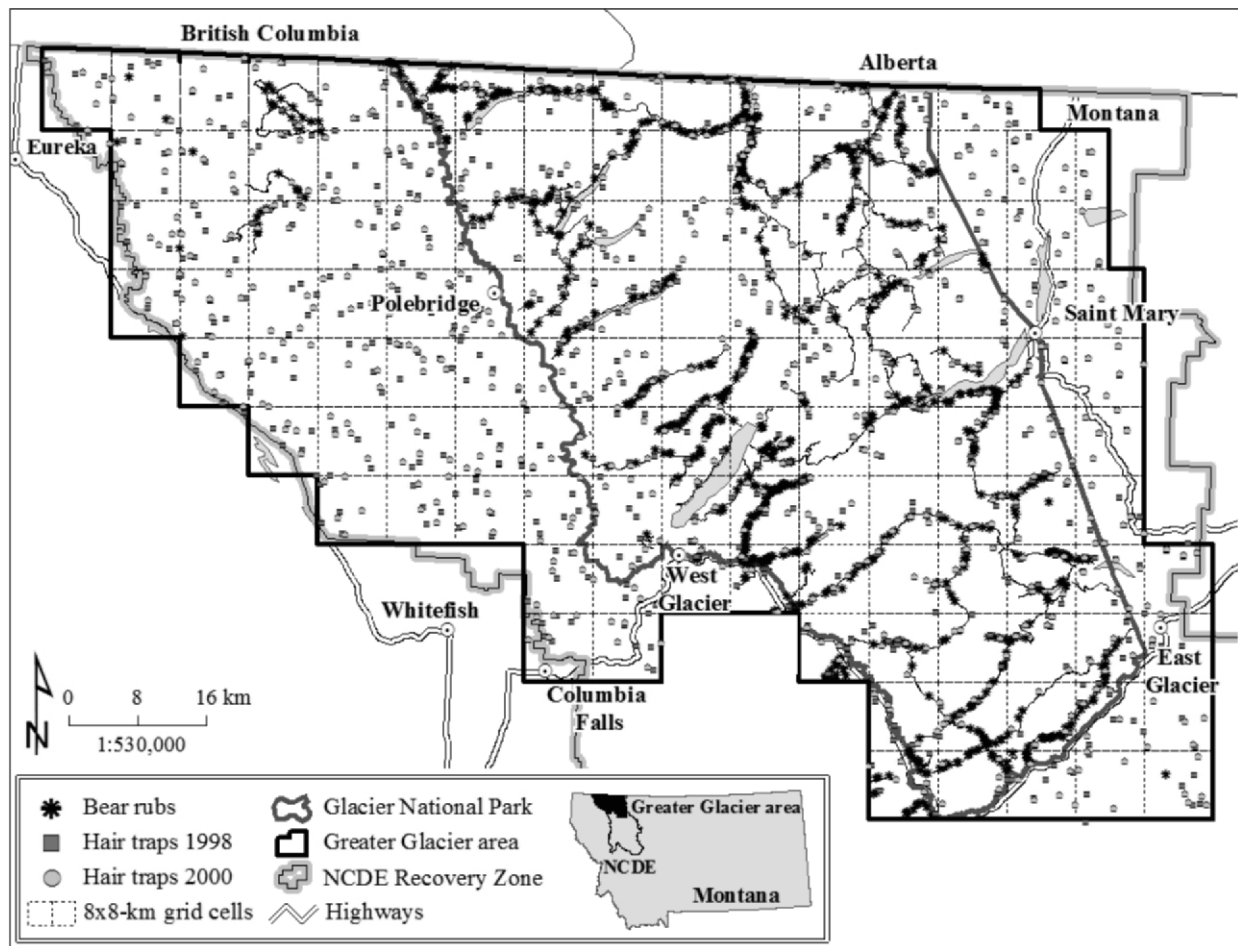 British Columbia
Alberta
Montana
Eureka
Polebridge
Saint Mary
West
Glacier
Whitefish
East
Glacier
Columbia
Falls
N
0 8 16 km
1:530,000
Bear rubs
Hair traps 1998
Hair traps 2000
8x8-km grid cells
Glacier National Park
Greater Glacier area
NCDE Recovery Zone
Highways
Greater Glacier area
NCDE
Montana